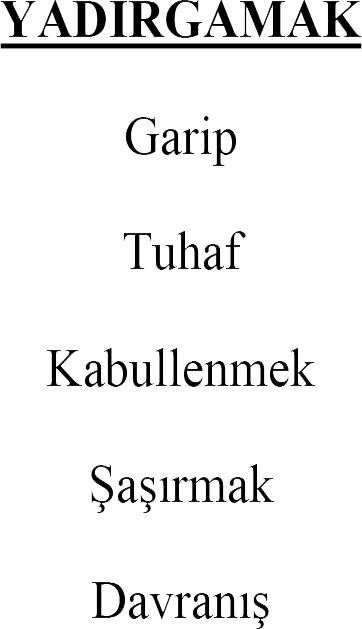 YADIRGAMAK
Garip
Tuhaf
Kabullenmek
Şaşırmak
Davranış